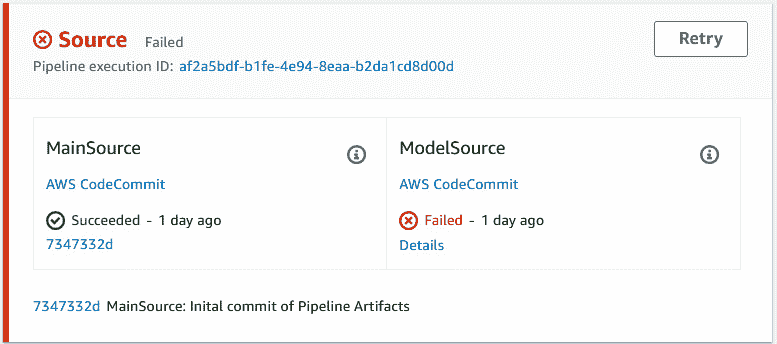 Source Failed
Retry
Pipeline execution ID: af2a5bdf-b1fe-4e94-8eaa-b2da1cd8d00d
MainSource
AWS CodeCommit
Succeeded - 1 day ago
7347332d
ModelSource
AWS CodeCommit
Failed - 1 day ago
Details
7347332d MainSource: Inital commit of Pipeline Artifacts